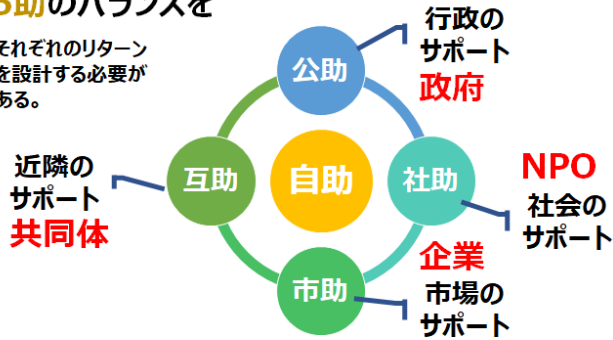 助のバランスを
それぞれのリターン
を設計する必要が
ある。
行政の
サポート
政府
公助
近隣の
サポート
共同体
互助
自助
社助
NPO
社会の
サポート
市助
企業
市場の
サポート